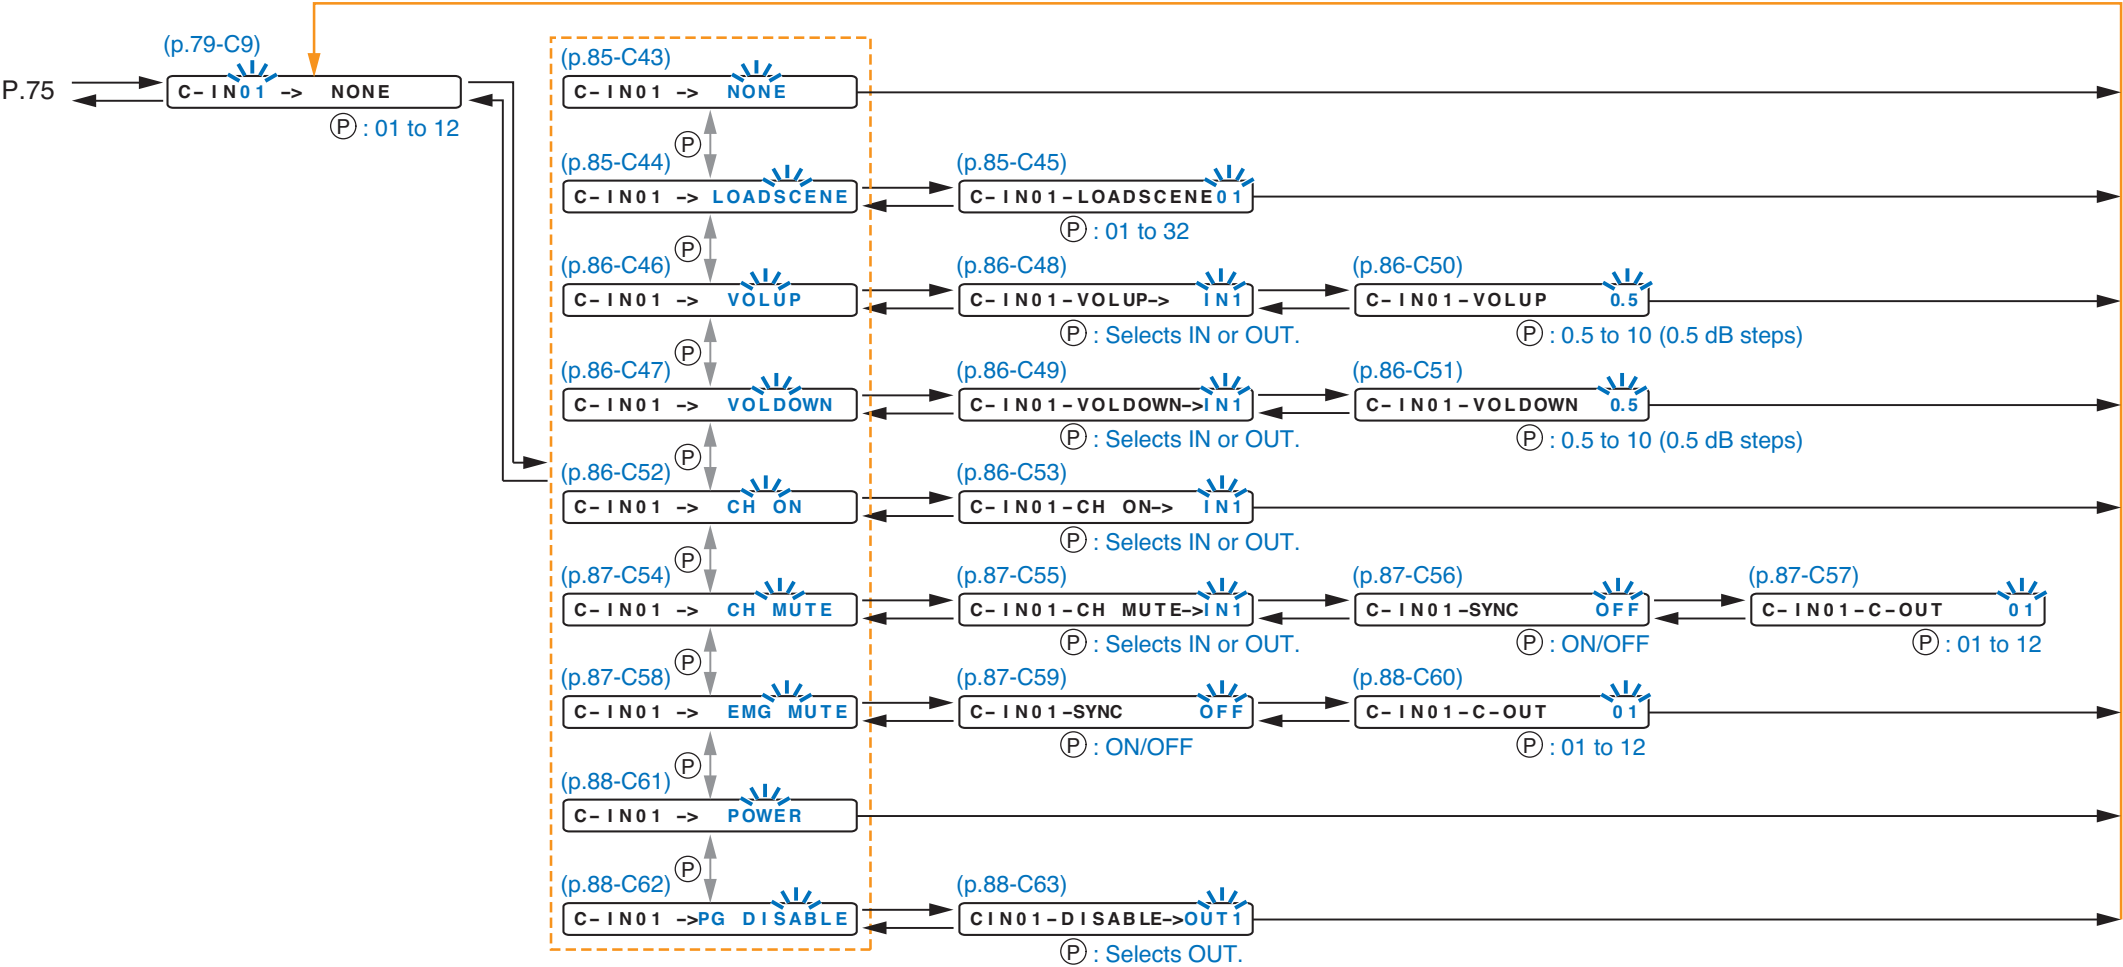 (p.79-C9)
P.75
C-IN01 -> NONE
Ⓟ : 01 to 12
(p.85-C43)
C-IN01 -> NONE
Ⓟ
(p.85-C44) (p.85-C45)
C-IN01 -> LOADSCENE C-IN01-LOADSCENE01
Ⓟ : 01 to 32
Ⓟ
(p.86-C46) (p.86-C48) (p.86-C50)
C-IN01 -> VOLUP C-IN01-VOLUP-> IN1 C-IN01-VOLUP 0.5
Ⓟ : Selects IN or OUT. Ⓟ : 0.5 to 10 (0.5 dB steps)
Ⓟ
(p.86-C47) (p.86-C49) (p.86-C51)
C-IN01 -> VOLDOWN C-IN01-VOLDOWN->IN1 C-IN01-VOLDOWN 0.5
Ⓟ : Selects IN or OUT. Ⓟ : 0.5 to 10 (0.5 dB steps)
Ⓟ
(p.86-C52) (p.86-C53)
C-IN01 -> CH ON C-IN01-CH ON-> IN1
Ⓟ : Selects IN or OUT.
Ⓟ
(p.87-C54) (p.87-C55) (p.87-C56) (p.87-C57)
C-IN01 -> CH MUTE C-IN01-CH MUTE->IN1 C-IN01-SYNC OFF C-IN01-C-OUT 01
Ⓟ : Selects IN or OUT. Ⓟ : ON/OFF Ⓟ : 01 to 12
Ⓟ
(p.87-C58) (p.87-C59) (p.88-C60)
C-IN01 -> EMG MUTE C-IN01-SYNC OFF C-IN01-C-OUT 01
Ⓟ : ON/OFF Ⓟ : 01 to 12
Ⓟ
(p.88-C61)
C-IN01 -> POWER
Ⓟ
(p.88-C62) (p.88-C63)
C-IN01 ->PG DISABLE CIN01-DISABLE->OUT1
Ⓟ : Selects OUT.